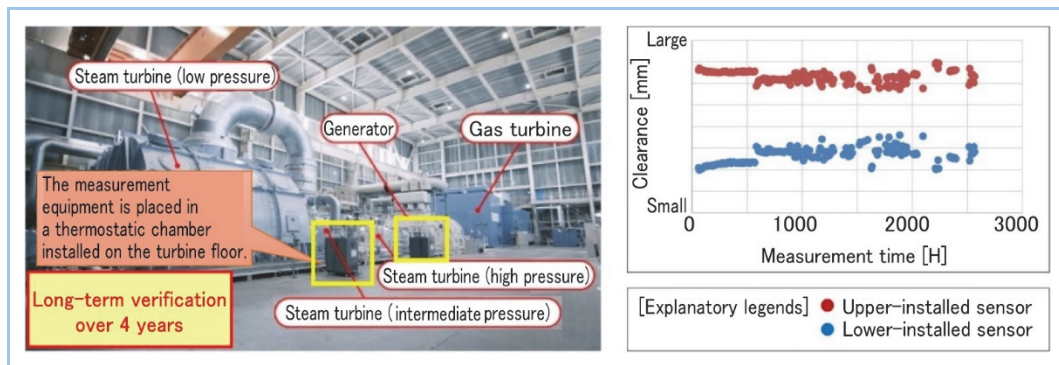 Steam turbine (low pressure)
Generator
Gas turbine
The measurement
equipment is placed in
a thermostatic chamber
installed on the turbine floor.
Steam turbine (high pressure)
Steam turbine (intermediate pressure)
Long-term verification
over 4 years
Large
Clearance [mm]
Small
0 1000 2000 3000
Measurement time [H]
[Explanatory legends]
Upper-installed sensor
Lower-installed sensor